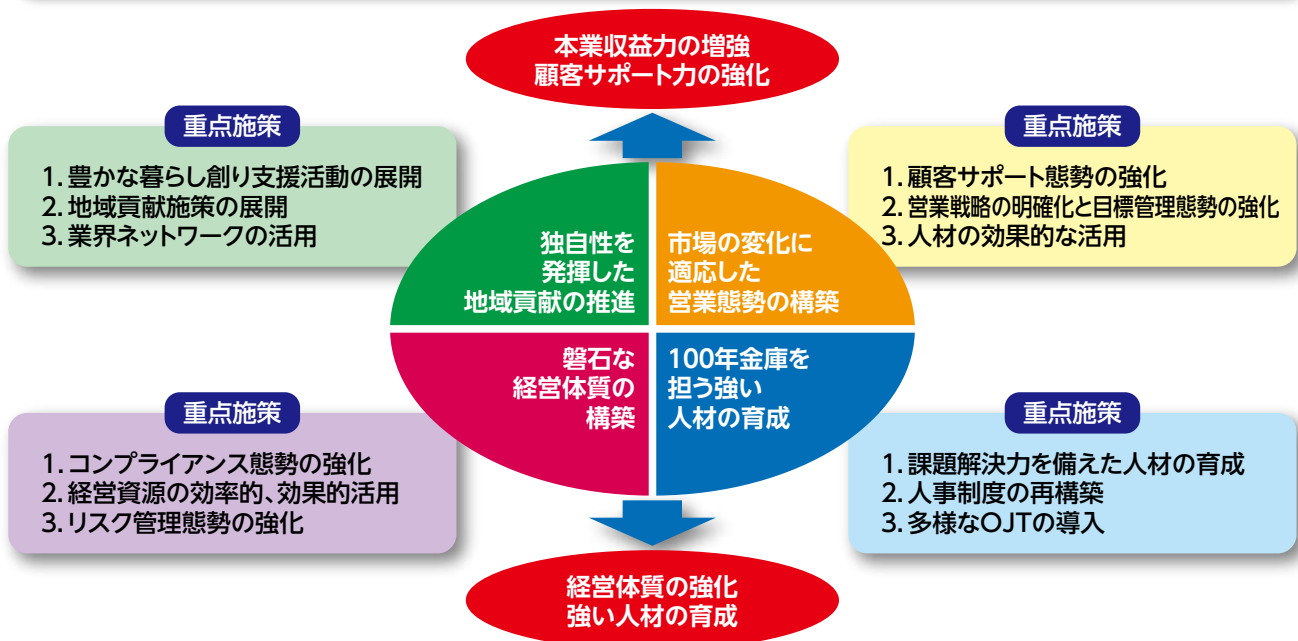 本業収益力の増強
顧客サポート力の強化
重点施策
1.豊かな暮らし創り支援活動の展開
2.地域貢献施策の展開
3.業界ネットワークの活用
重点施策
1.顧客サポート態勢の強化
2.営業戦略の明確化と目標管理態勢の強化
3.人材の効果的な活用
独自性を
発揮した
地域貢献の推進
市場の変化に
適応した
営業態勢の構築
磐石な
経営体質の
構築
100年金庫を
担う強い
人材の育成
重点施策
1.コンプライアンス態勢の強化
2.経営資源の効率的、効果的活用
3.リスク管理態勢の強化
重点施策
1.課題解決力を備えた人材の育成
2.人事制度の再構築
3.多様なOJTの導入
経営体質の強化
強い人材の育成